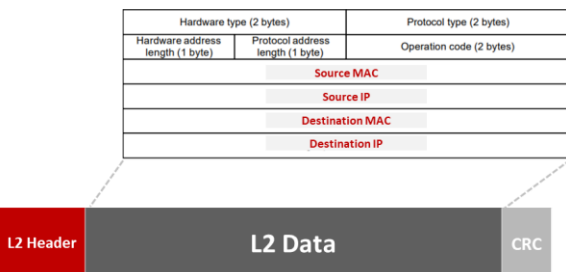 Hardware type (2 bytes)
Protocol type (2 bytes)
Hardware address
length (1 byte)
Protocol address
length (1 byte)
Operation code (2 bytes)
Source MAC
Source IP
Destination MAC
Destination IP
L2 Header
L2 Data
CRC